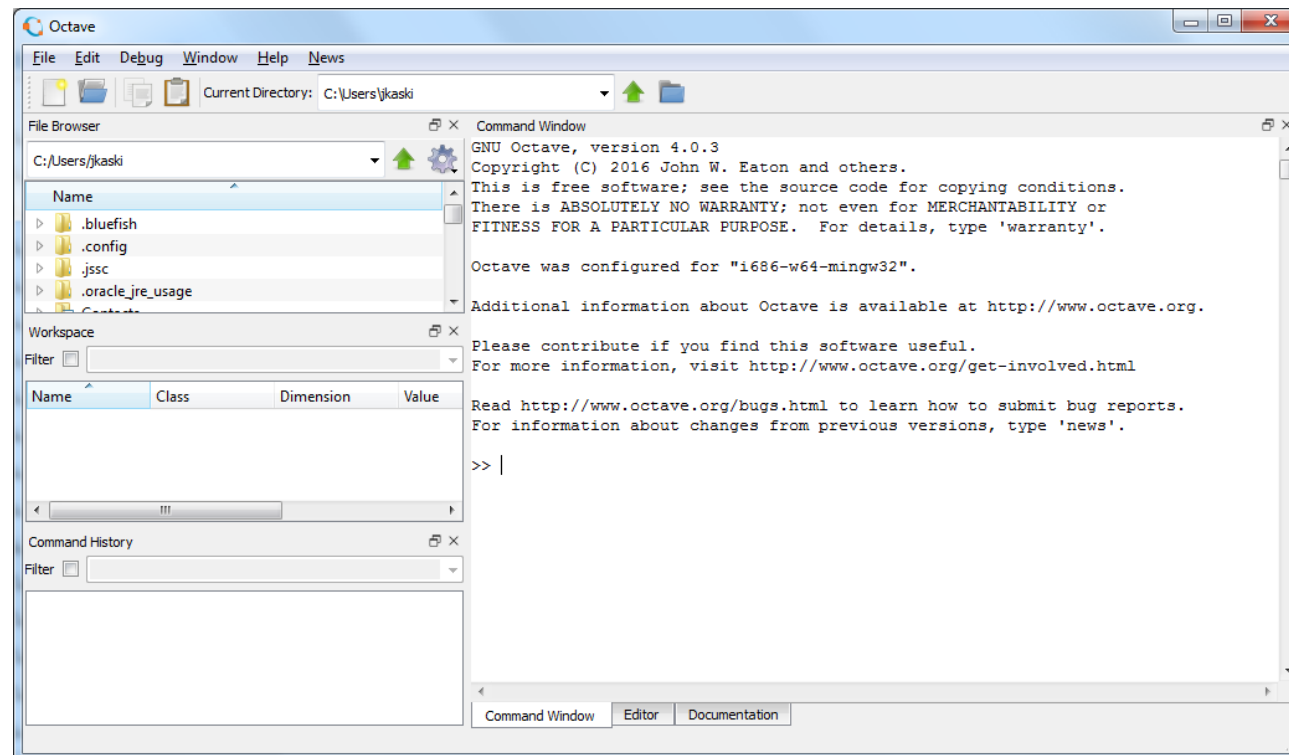 Octave
File Edit Debug Window Help News
Current Directory: C:\Users\jkaski
File Browser
C:/Users/jkaski
Name
.bluefish
.config
.jssc
.oracle_jre_usage
Contacts
Workspace
Filter
Name Class Dimension Value
Command History
Filter
Command Window
GNU Octave, version 4.0.3
Copyright (C) 2016 John W. Eaton and others.
This is free software; see the source code for copying conditions.
There is ABSOLUTELY NO WARRANTY; not even for MERCHANTABILITY or
FITNESS FOR A PARTICULAR PURPOSE.  For details, type 'warranty'.
Octave was configured for "i686-w64-mingw32".
Additional information about Octave is available at http://www.octave.org.
Please contribute if you find this software useful.
For more information, visit http://www.octave.org/get-involved.html
Read http://www.octave.org/bugs.html to learn how to submit bug reports.
For information about changes from previous versions, type 'news'.
>>
Command Window Editor Documentation